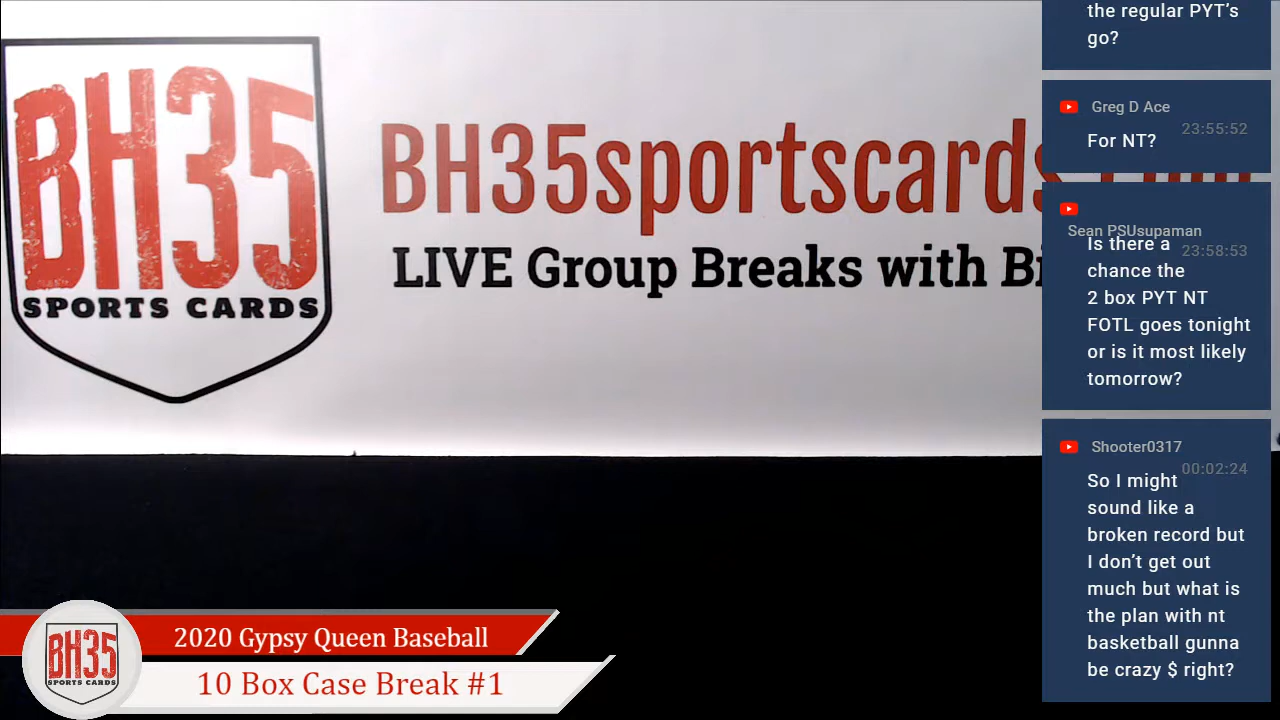 BH35
SPORTS CARDS
BH35sportscards
LIVE Group Breaks with Bi
the regular PYT’s
go?
Greg D Ace
23:55:52
For NT?
Sean PSUsupaman
23:58:53
Is there a
chance the
2 box PYT NT
FOTL goes tonight
or is it most likely
tomorrow?
Shooter0317
00:02:24
So I might
sound like a
broken record but
I don’t get out
much but what is
the plan with nt
basketball gunna
be crazy $ right?
2020 Gypsy Queen Baseball
10 Box Case Break #1
BH35
SPORTS CARDS